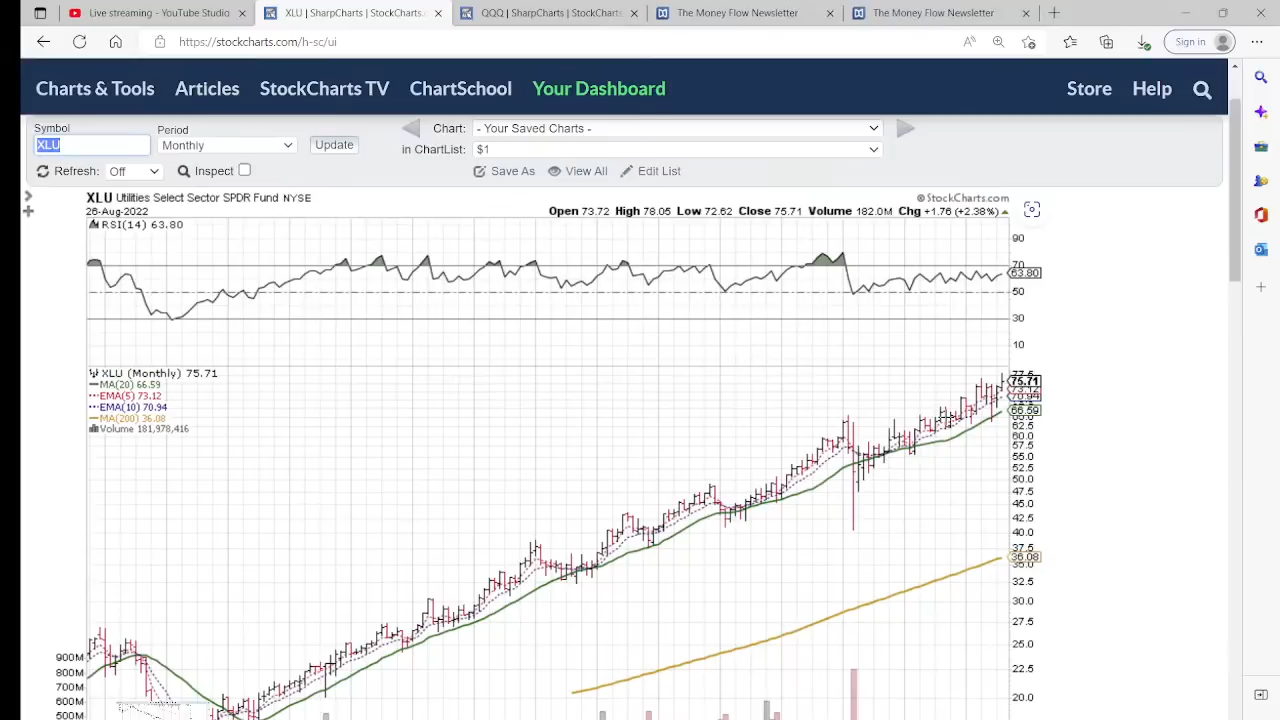 Live streaming - YouTube Studio
XLU | SharpCharts | StockCharts.
QQQ | SharpCharts | StockCharts
The Money Flow Newsletter
The Money Flow Newsletter
https://stockcharts.com/h-sc/ui
Sign in
Charts & Tools Articles StockCharts TV ChartSchool Your Dashboard Store Help
Symbol
Period
Chart: - Your Saved Charts -
XLU
Monthly
Update
in ChartList: $1
Refresh: Off Inspect
Save As View All Edit List
XLU Utilities Select Sector SPDR Fund NYSE
© StockCharts.com
26-Aug-2022
Open 73.72 High 78.05 Low 72.62 Close 75.71 Volume 182.0M Chg +1.76 (+2.38%)
RSI(14) 63.80
90
70
63.80
50
30
10
XLU (Monthly) 75.71
MA(20) 66.59
EMA(5) 73.12
EMA(10) 70.94
MA(200) 36.08
Volume 181,978,416
77.5
75.71
73.12
70.94
66.59
62.5
60.0
57.5
55.0
52.5
50.0
47.5
45.0
42.5
40.0
37.5
36.08
35.0
32.5
30.0
27.5
25.0
22.5
20.0
900M
800M
700M
600M
500M